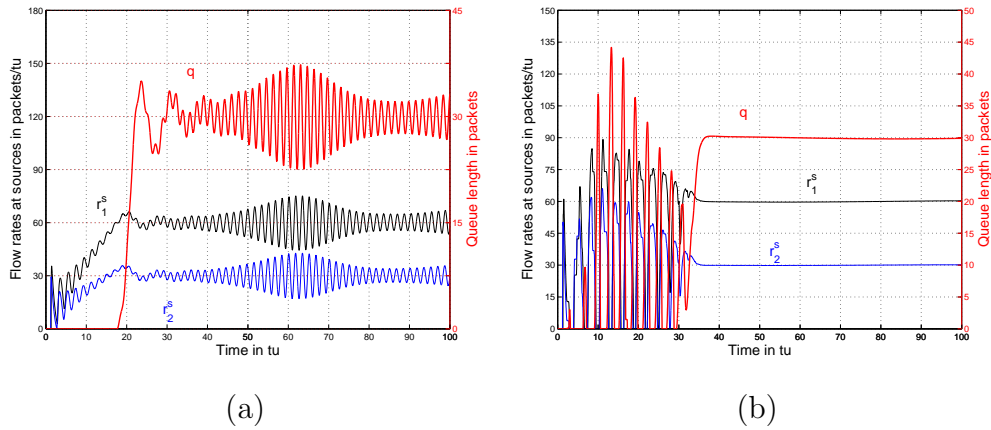 180
150
120
90
60
30
0
Flow rates at sources in packets/tu
45
30
15
0
Queue length in packets
q
r₁ˢ
r₂ˢ
0 10 20 30 40 50 60 70 80 90 100
Time in tu
(a)
150
135
120
105
90
75
60
45
30
15
0
Flow rates at sources in packets/tu
50
45
40
35
30
25
20
15
10
5
0
Queue length in packets
q
r₁ˢ
r₂ˢ
0 10 20 30 40 50 60 70 80 90 100
Time in tu
(b)